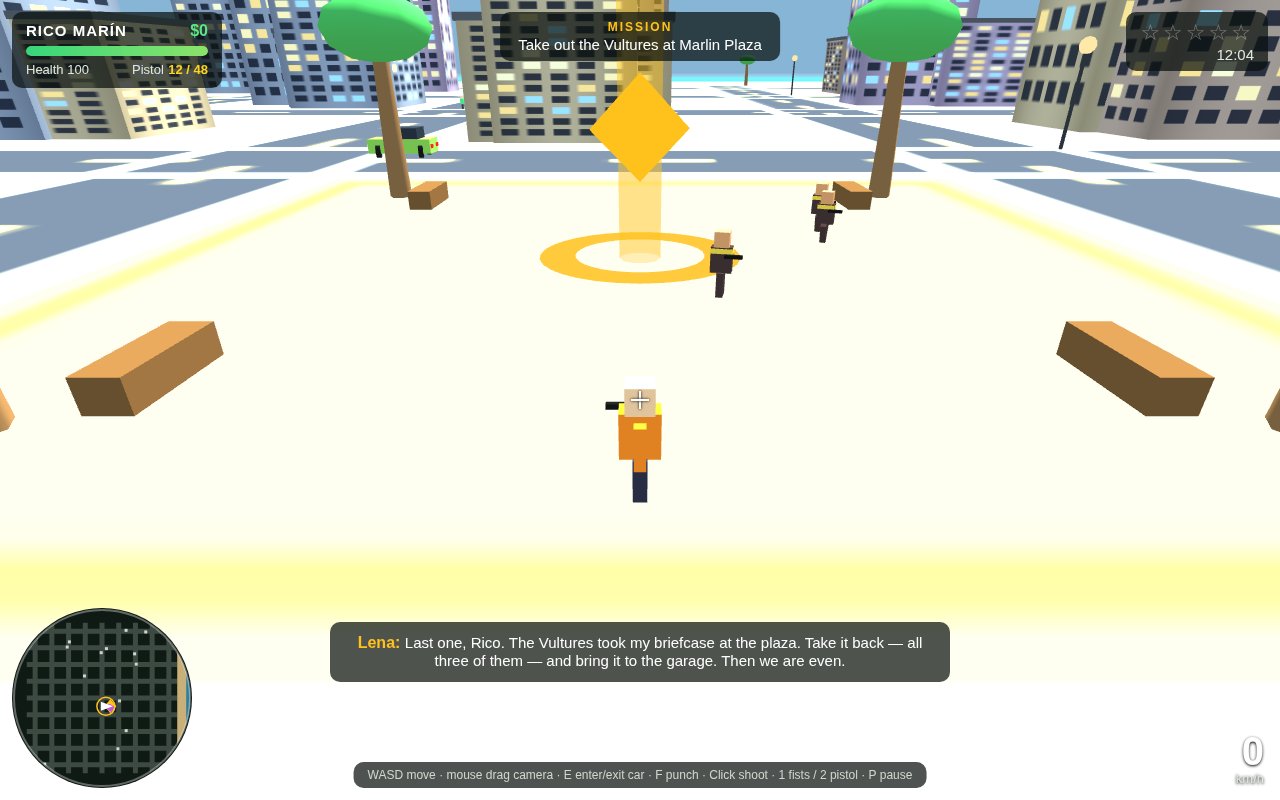 RICO MARÍN $0
Health 100 Pistol 12 / 48
MISSION
Take out the Vultures at Marlin Plaza
☆☆☆☆☆
12:04
Lena: Last one, Rico. The Vultures took my briefcase at the plaza. Take it back — all
three of them — and bring it to the garage. Then we are even.
WASD move · mouse drag camera · E enter/exit car · F punch · Click shoot · 1 fists / 2 pistol · P pause
0
km/h